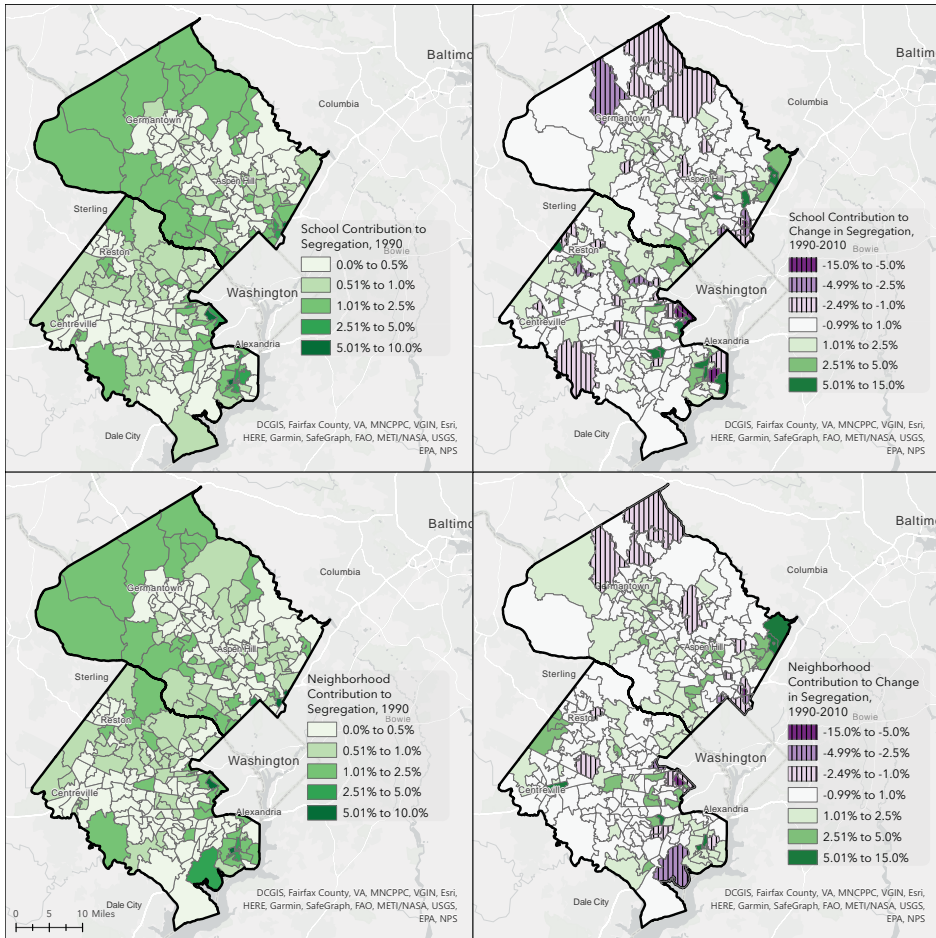 Baltimo
Columbia
Germantown
Aspen Hill
Sterling
Reston
School Contribution to
Segregation, 1990
Bowie
0.0% to 0.5%
0.51% to 1.0%
1.01% to 2.5%
2.51% to 5.0%
5.01% to 10.0%
Washington
Centreville
Alexandria
Dale City
DCGIS, Fairfax County, VA, MNCPPC, VGIN, Esri,
HERE, Garmin, SafeGraph, FAO, METI/NASA, USGS,
EPA, NPS
Baltim
Columbia
Germantown
Aspen Hill
Sterling
Reston
School Contribution to
Change in Segregation,
1990-2010
Bowie
-15.0% to -5.0%
-4.99% to -2.5%
-2.49% to -1.0%
-0.99% to 1.0%
1.01% to 2.5%
2.51% to 5.0%
5.01% to 15.0%
Washington
Centreville
Alexandria
Dale City
DCGIS, Fairfax County, VA, MNCPPC, VGIN, Esri,
HERE, Garmin, SafeGraph, FAO, METI/NASA, USGS,
EPA, NPS
Baltimo
Columbia
Germantown
Aspen Hill
Sterling
Reston
Neighborhood
Contribution to
Segregation, 1990
Bowie
0.0% to 0.5%
0.51% to 1.0%
1.01% to 2.5%
2.51% to 5.0%
5.01% to 10.0%
Washington
Centreville
Alexandria
Dale City
0 5 10 Miles
DCGIS, Fairfax County, VA, MNCPPC, VGIN, Esri,
HERE, Garmin, SafeGraph, FAO, METI/NASA, USGS,
EPA, NPS
Baltimo
Columbia
Germantown
Aspen Hill
Sterling
Reston
Neighborhood
Contribution to Change
in Segregation,
1990-2010
Bowie
-15.0% to -5.0%
-4.99% to -2.5%
-2.49% to -1.0%
-0.99% to 1.0%
1.01% to 2.5%
2.51% to 5.0%
5.01% to 15.0%
Washington
Centreville
Alexandria
Dale City
DCGIS, Fairfax County, VA, MNCPPC, VGIN, Esri,
HERE, Garmin, SafeGraph, FAO, METI/NASA, USGS,
EPA, NPS